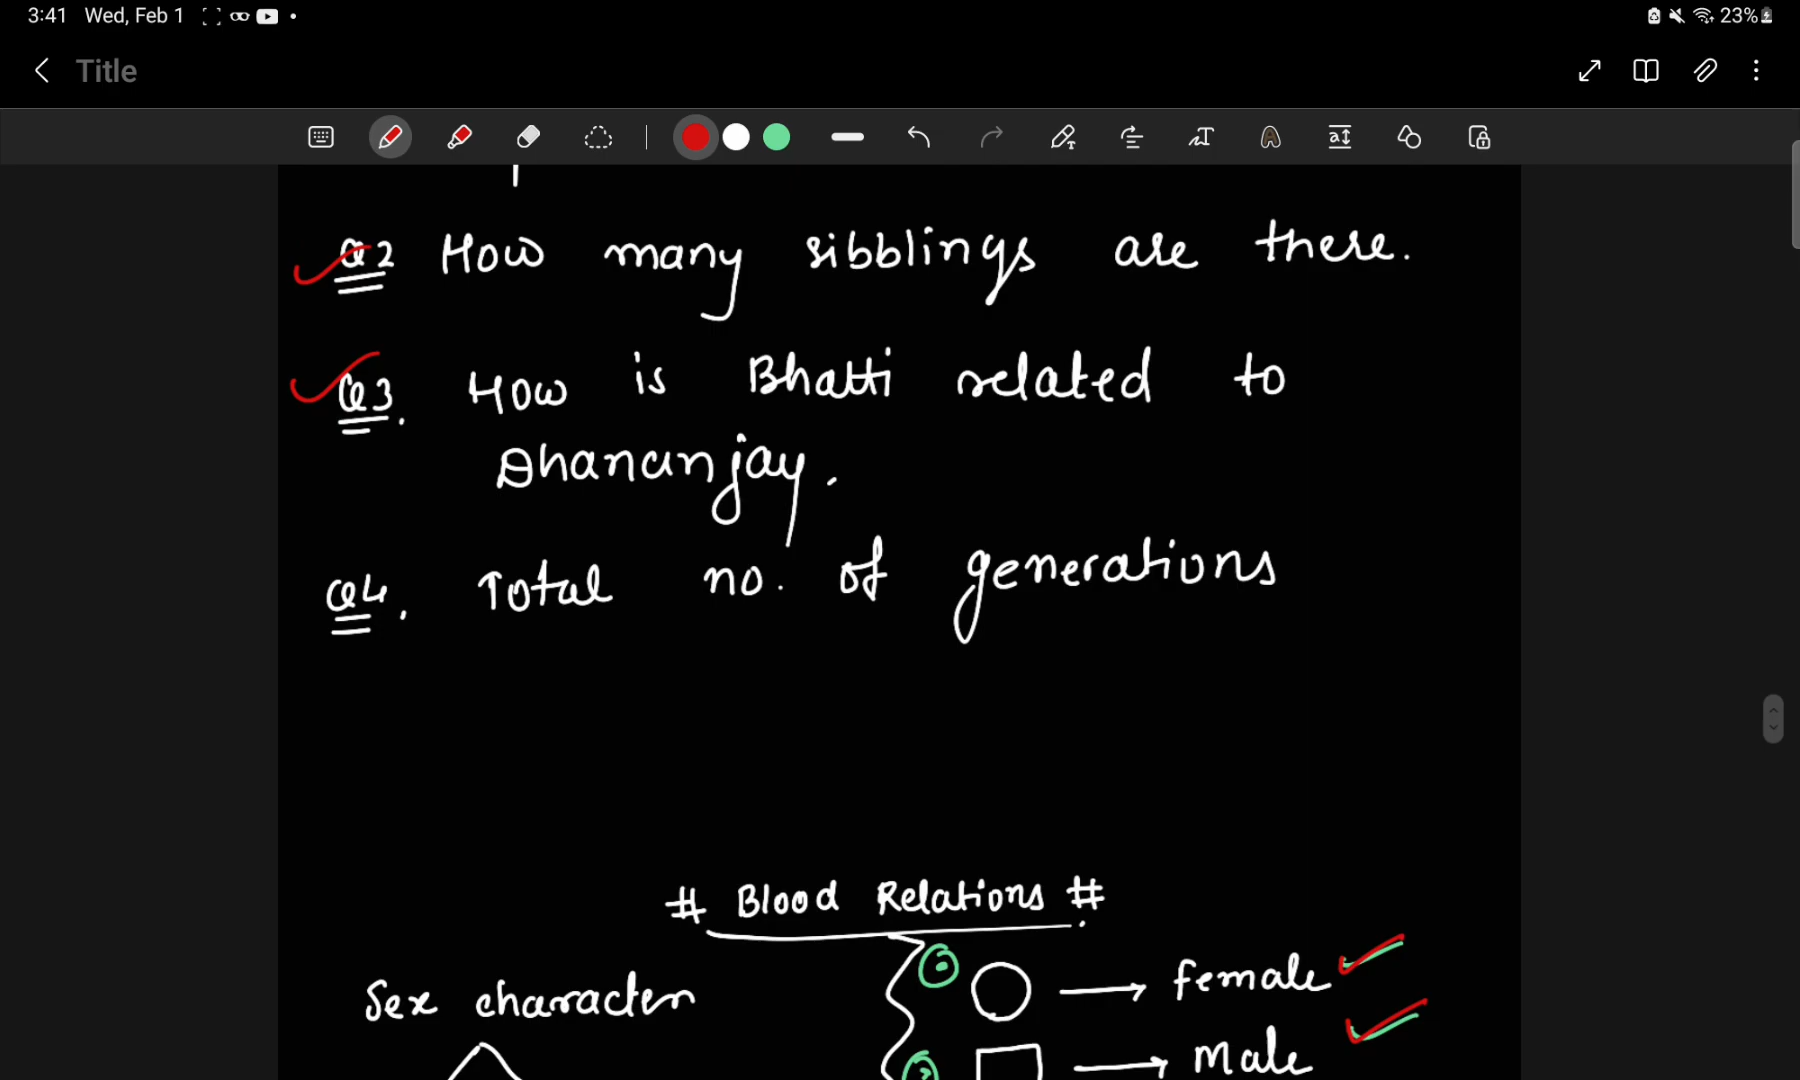 3:41 Wed, Feb 1 23%
Title
Q2 How many sibblings are there.
Q3. How is Bhatti related to
Dhananjay.
Q4. Total no. of generations
# Blood Relations #
Sex character → female
→ Male